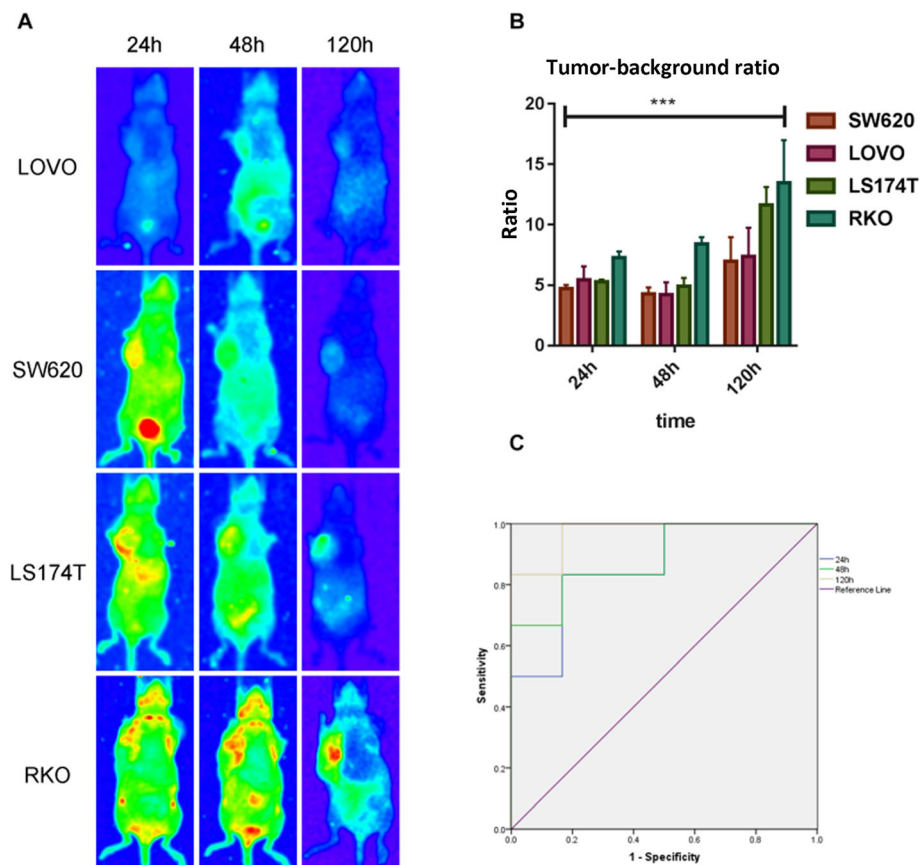 A
24h 48h 120h
LOVO
SW620
LS174T
RKO
B
Tumor-background ratio
***
20
15
10
5
0
Ratio
24h 48h 120h
time
SW620
LOVO
LS174T
RKO
C
1.0
0.8
0.6
0.4
0.2
0.0
Sensitivity
0.0 0.2 0.4 0.6 0.8 1.0
1 - Specificity
24h
48h
120h
Reference Line